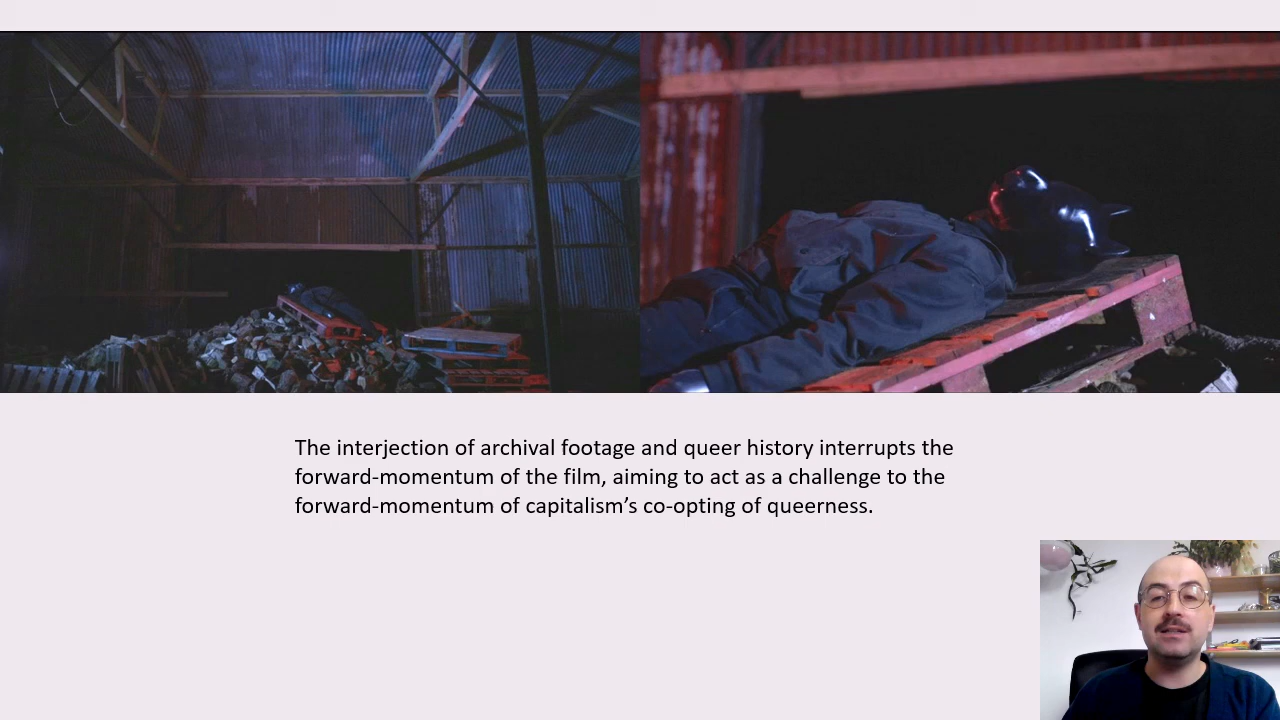 The interjection of archival footage and queer history interrupts the
forward-momentum of the film, aiming to act as a challenge to the
forward-momentum of capitalism’s co-opting of queerness.